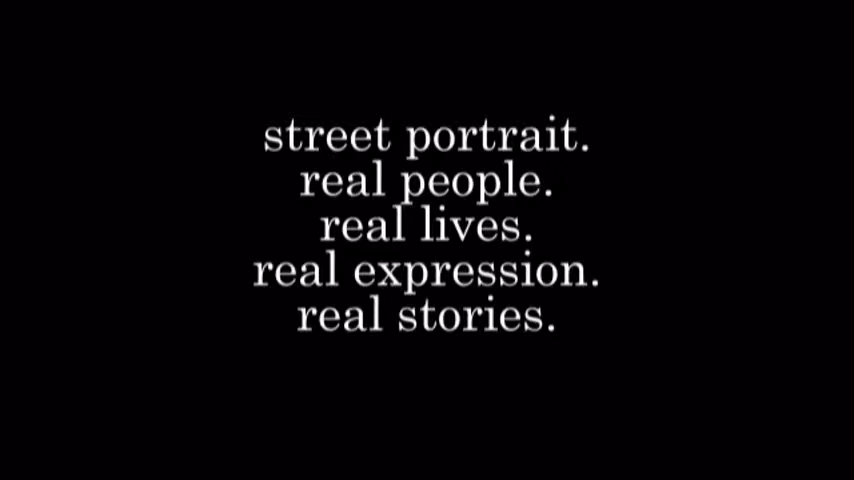 street portrait.
real people.
real lives.
real expression.
real stories.